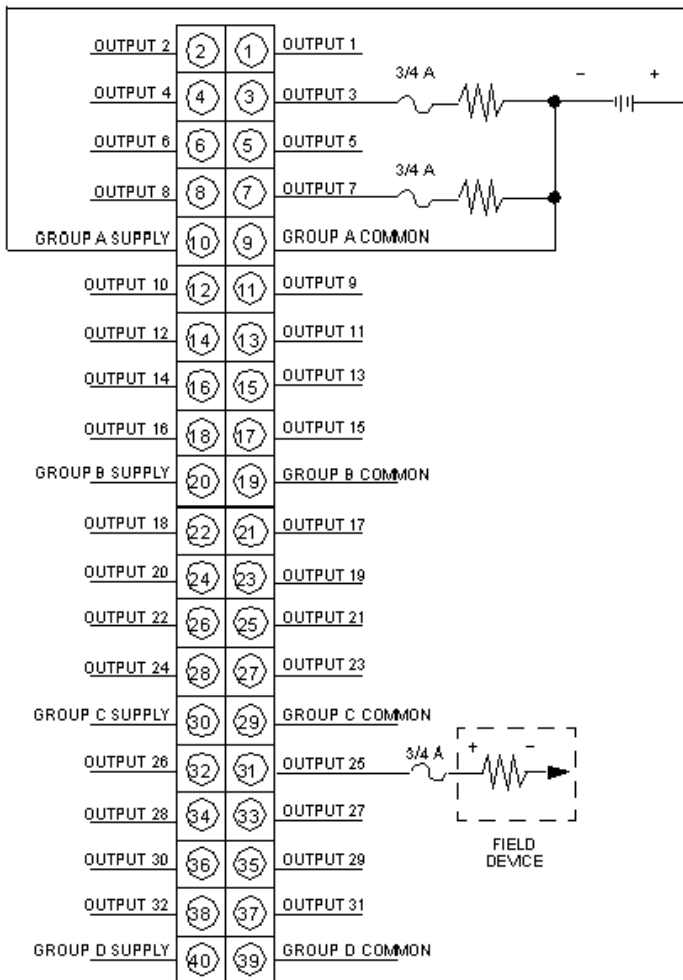 OUTPUT 2 2 1 OUTPUT 1
3/4 A - +
OUTPUT 4 4 3 OUTPUT 3
OUTPUT 6 6 5 OUTPUT 5
3/4 A
OUTPUT 8 8 7 OUTPUT 7
GROUP A SUPPLY 10 9 GROUP A COMMON
OUTPUT 10 12 11 OUTPUT 9
OUTPUT 12 14 13 OUTPUT 11
OUTPUT 14 16 15 OUTPUT 13
OUTPUT 16 18 17 OUTPUT 15
GROUP B SUPPLY 20 19 GROUP B COMMON
OUTPUT 18 22 21 OUTPUT 17
OUTPUT 20 24 23 OUTPUT 19
OUTPUT 22 26 25 OUTPUT 21
OUTPUT 24 28 27 OUTPUT 23
GROUP C SUPPLY 30 29 GROUP C COMMON
OUTPUT 26 32 31 OUTPUT 25 3/4 A + -
OUTPUT 28 34 33 OUTPUT 27
FIELD
DEVICE
OUTPUT 30 36 35 OUTPUT 29
OUTPUT 32 38 37 OUTPUT 31
GROUP D SUPPLY 40 39 GROUP D COMMON